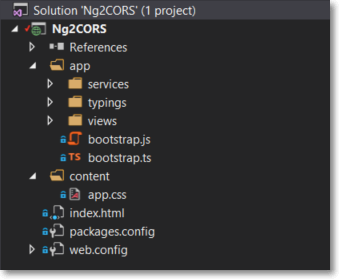 Solution 'Ng2CORS' (1 project)
Ng2CORS
References
app
services
typings
views
bootstrap.js
TS bootstrap.ts
content
app.css
index.html
packages.config
web.config